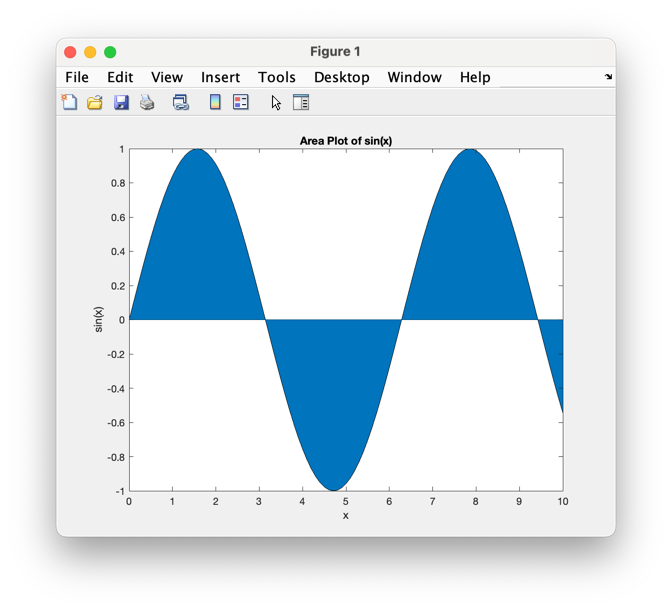 Figure 1
File Edit View Insert Tools Desktop Window Help
Area Plot of sin(x)
1
0.8
0.6
0.4
0.2
0
-0.2
-0.4
-0.6
-0.8
-1
sin(x)
0 1 2 3 4 5 6 7 8 9 10
x